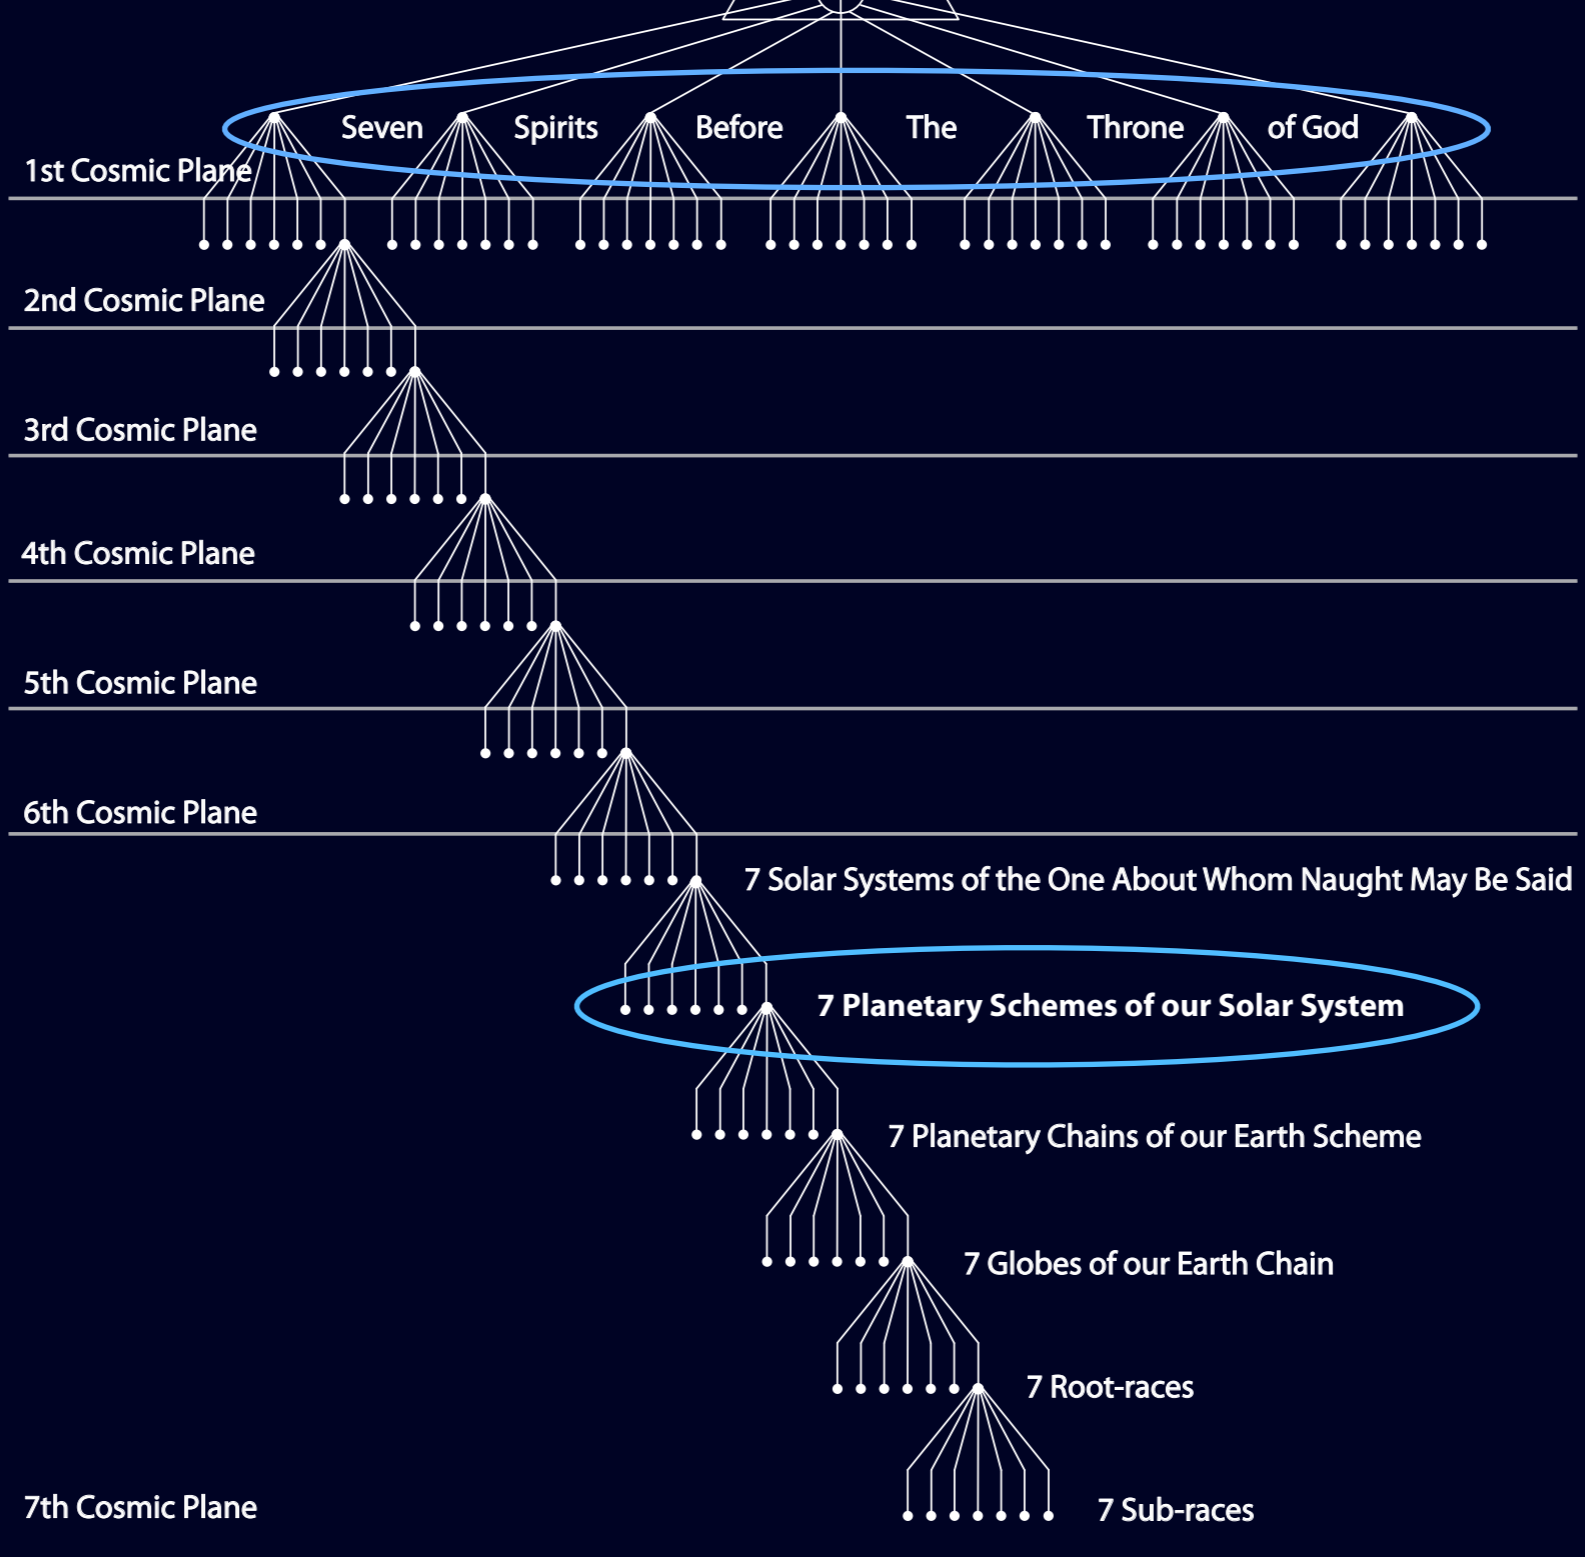 Seven Spirits Before The Throne of God
1st Cosmic Plane
2nd Cosmic Plane
3rd Cosmic Plane
4th Cosmic Plane
5th Cosmic Plane
6th Cosmic Plane
7 Solar Systems of the One About Whom Naught May Be Said
7 Planetary Schemes of our Solar System
7 Planetary Chains of our Earth Scheme
7 Globes of our Earth Chain
7 Root-races
7th Cosmic Plane
7 Sub-races